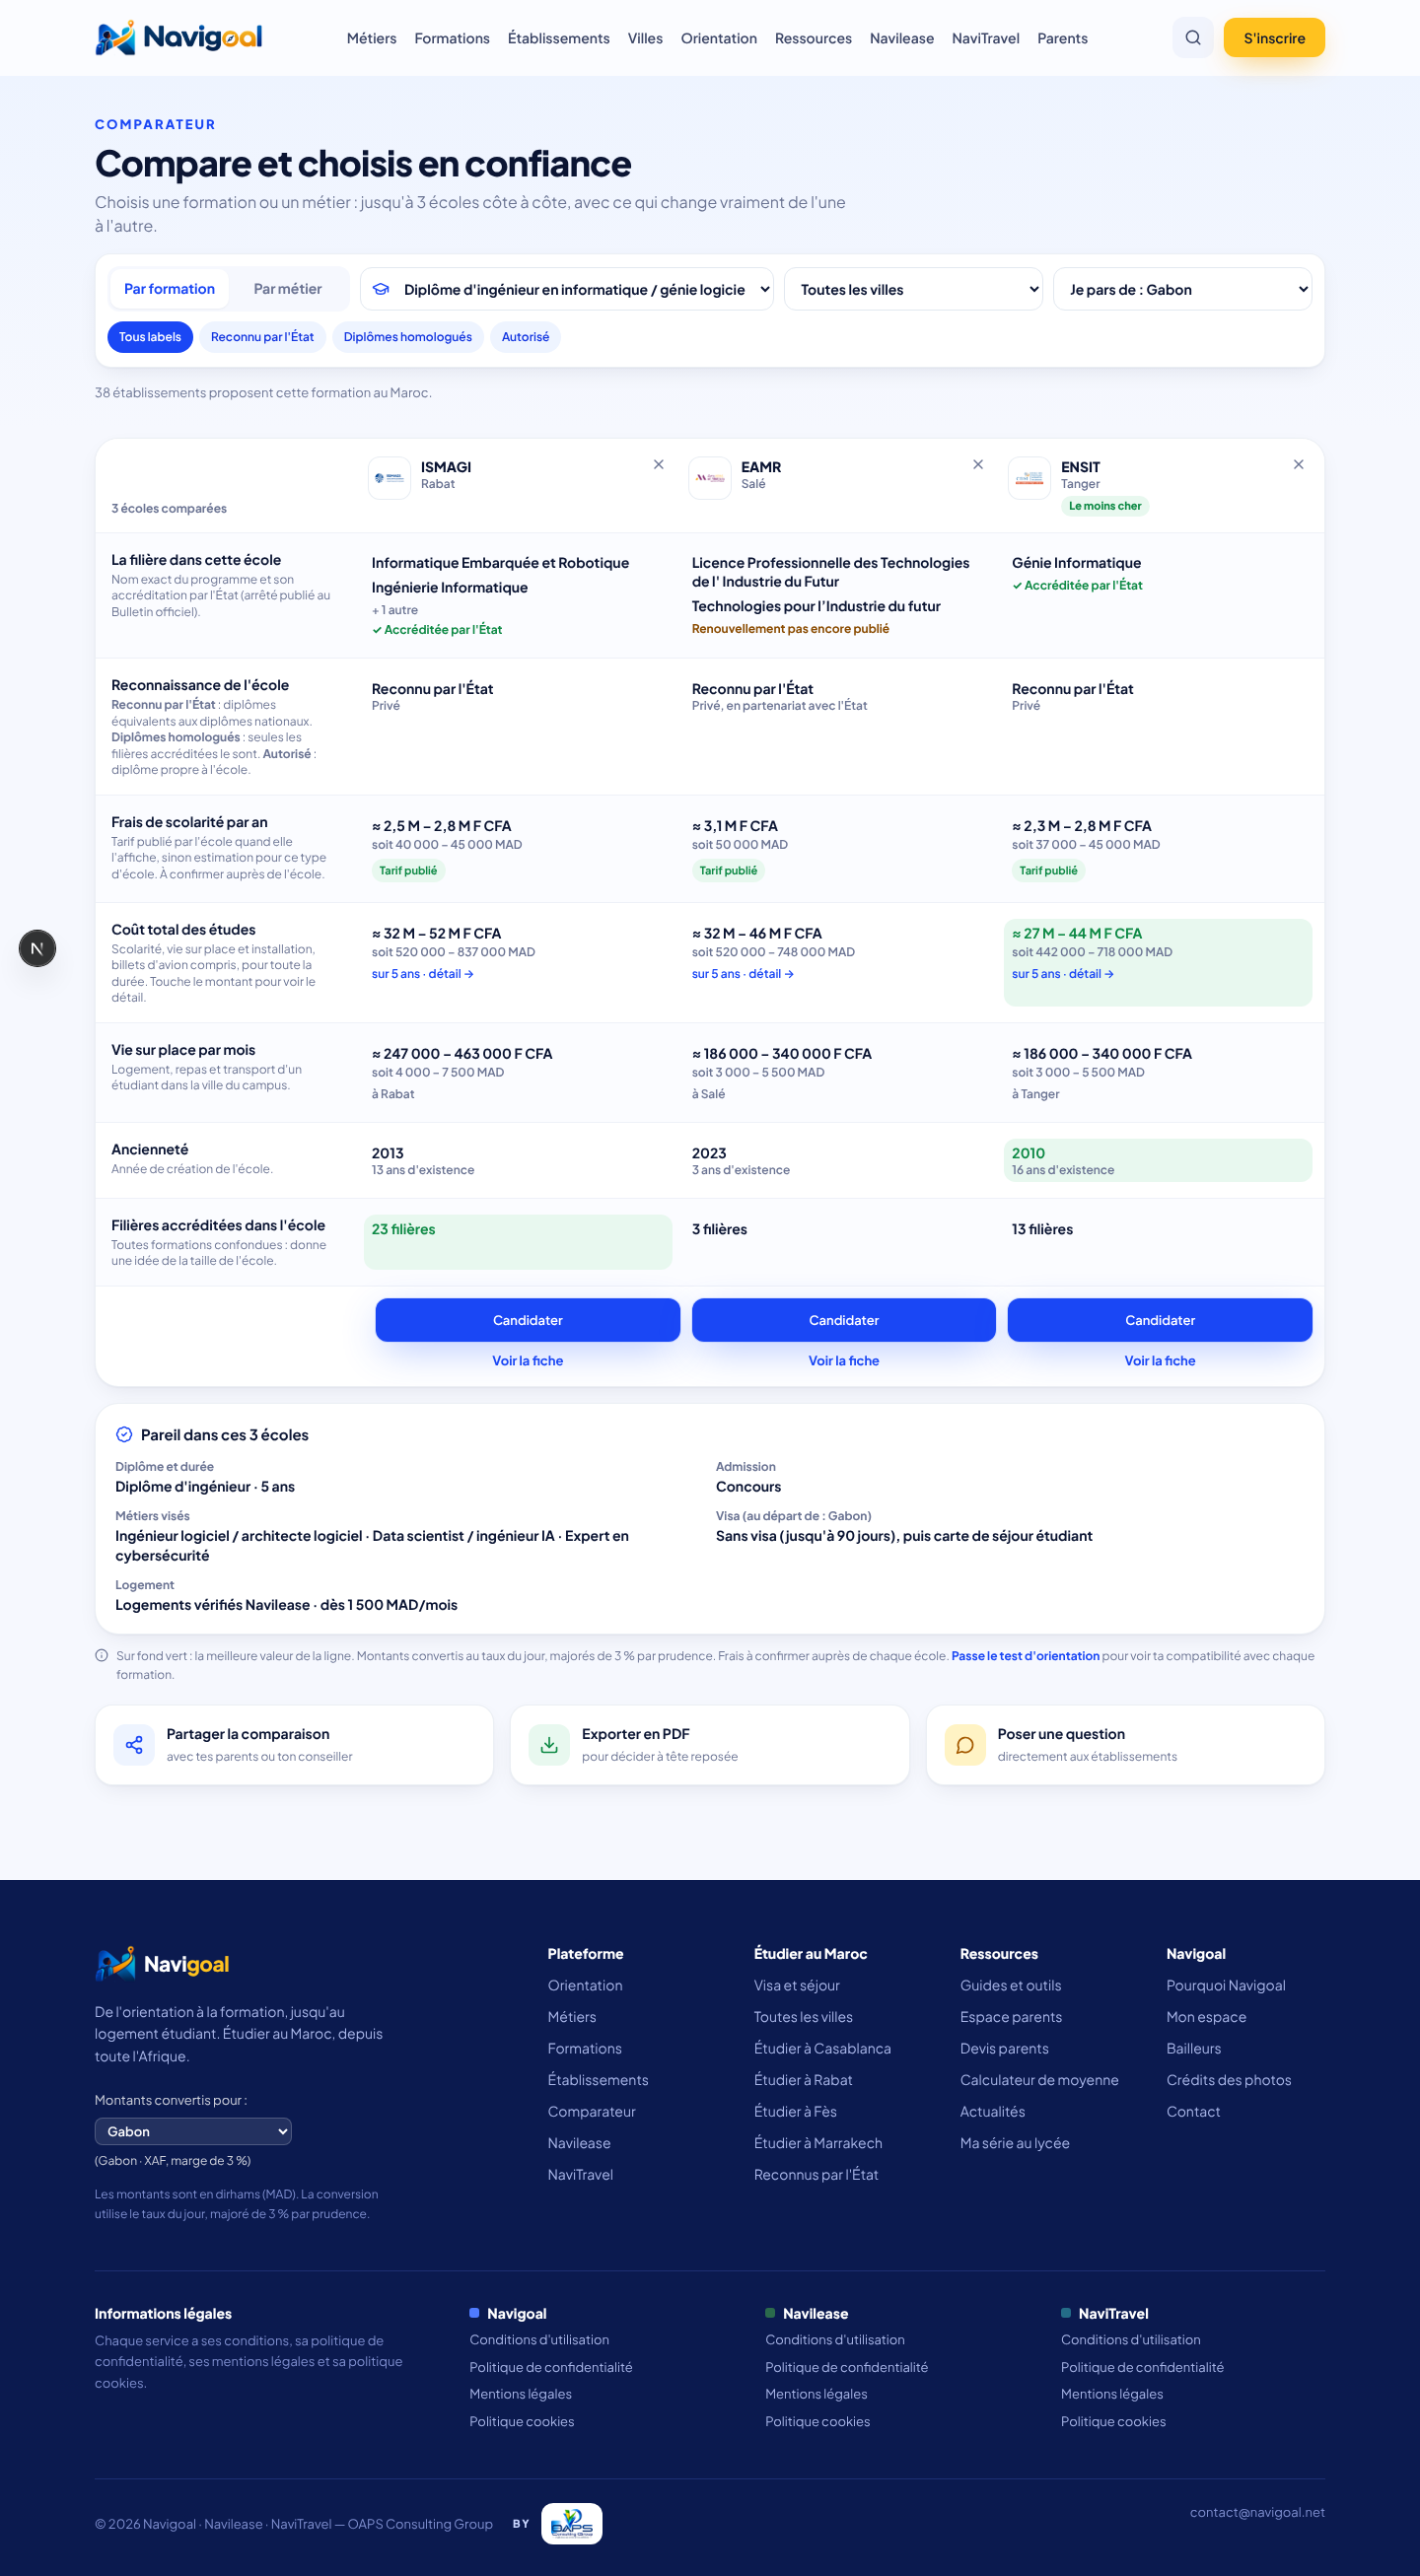 Navigoal
Métiers
Formations
Établissements
Villes
Orientation
Ressources
Navilease
NaviTravel
Parents
S'inscrire
COMPARATEUR
Compare et choisis en confiance
Choisis une formation ou un métier : jusqu'à 3 écoles côte à côte, avec ce qui change vraiment de l'une
à l'autre.
Par formation
Par métier
Diplôme d'ingénieur en informatique / génie logicie
Toutes les villes
Je pars de : Gabon
Tous labels
Reconnu par l'État
Diplômes homologués
Autorisé
38 établissements proposent cette formation au Maroc.
3 écoles comparées
ISMAGI
Rabat
EAMR
Salé
ENSIT
Tanger
Le moins cher
La filière dans cette école
Nom exact du programme et son
accréditation par l'État (arrêté publié au
Bulletin officiel).
Informatique Embarquée et Robotique
Ingénierie Informatique
+ 1 autre
✓ Accréditée par l'État
Licence Professionnelle des Technologies
de l' Industrie du Futur
Technologies pour l’Industrie du futur
Renouvellement pas encore publié
Génie Informatique
✓ Accréditée par l'État
Reconnaissance de l'école
Reconnu par l'État : diplômes
équivalents aux diplômes nationaux.
Diplômes homologués : seules les
filières accréditées le sont. Autorisé :
diplôme propre à l'école.
Reconnu par l'État
Privé
Reconnu par l'État
Privé, en partenariat avec l'État
Reconnu par l'État
Privé
Frais de scolarité par an
Tarif publié par l'école quand elle
l'affiche, sinon estimation pour ce type
d'école. À confirmer auprès de l'école.
≈ 2,5 M – 2,8 M F CFA
soit 40 000 – 45 000 MAD
Tarif publié
≈ 3,1 M F CFA
soit 50 000 MAD
Tarif publié
≈ 2,3 M – 2,8 M F CFA
soit 37 000 – 45 000 MAD
Tarif publié
Coût total des études
Scolarité, vie sur place et installation,
billets d'avion compris, pour toute la
durée. Touche le montant pour voir le
détail.
≈ 32 M – 52 M F CFA
soit 520 000 – 837 000 MAD
sur 5 ans · détail →
≈ 32 M – 46 M F CFA
soit 520 000 – 748 000 MAD
sur 5 ans · détail →
≈ 27 M – 44 M F CFA
soit 442 000 – 718 000 MAD
sur 5 ans · détail →
Vie sur place par mois
Logement, repas et transport d'un
étudiant dans la ville du campus.
≈ 247 000 – 463 000 F CFA
soit 4 000 – 7 500 MAD
à Rabat
≈ 186 000 – 340 000 F CFA
soit 3 000 – 5 500 MAD
à Salé
≈ 186 000 – 340 000 F CFA
soit 3 000 – 5 500 MAD
à Tanger
Ancienneté
Année de création de l'école.
2013
13 ans d'existence
2023
3 ans d'existence
2010
16 ans d'existence
Filières accréditées dans l'école
Toutes formations confondues : donne
une idée de la taille de l'école.
23 filières
3 filières
13 filières
Candidater
Candidater
Candidater
Voir la fiche
Voir la fiche
Voir la fiche
Pareil dans ces 3 écoles
Diplôme et durée
Diplôme d'ingénieur · 5 ans
Admission
Concours
Métiers visés
Ingénieur logiciel / architecte logiciel · Data scientist / ingénieur IA · Expert en
cybersécurité
Visa (au départ de : Gabon)
Sans visa (jusqu'à 90 jours), puis carte de séjour étudiant
Logement
Logements vérifiés Navilease · dès 1 500 MAD/mois
Sur fond vert : la meilleure valeur de la ligne. Montants convertis au taux du jour, majorés de 3 % par prudence. Frais à confirmer auprès de chaque école. Passe le test d'orientation pour voir ta compatibilité avec chaque
formation.
Partager la comparaison
avec tes parents ou ton conseiller
Exporter en PDF
pour décider à tête reposée
Poser une question
directement aux établissements
Navigoal
De l'orientation à la formation, jusqu'au
logement étudiant. Étudier au Maroc, depuis
toute l'Afrique.
Montants convertis pour :
Gabon
(Gabon · XAF, marge de 3 %)
Les montants sont en dirhams (MAD). La conversion
utilise le taux du jour, majoré de 3 % par prudence.
Plateforme
Orientation
Métiers
Formations
Établissements
Comparateur
Navilease
NaviTravel
Étudier au Maroc
Visa et séjour
Toutes les villes
Étudier à Casablanca
Étudier à Rabat
Étudier à Fès
Étudier à Marrakech
Reconnus par l'État
Ressources
Guides et outils
Espace parents
Devis parents
Calculateur de moyenne
Actualités
Ma série au lycée
Navigoal
Pourquoi Navigoal
Mon espace
Bailleurs
Crédits des photos
Contact
Informations légales
Chaque service a ses conditions, sa politique de
confidentialité, ses mentions légales et sa politique
cookies.
Navigoal
Conditions d'utilisation
Politique de confidentialité
Mentions légales
Politique cookies
Navilease
Conditions d'utilisation
Politique de confidentialité
Mentions légales
Politique cookies
NaviTravel
Conditions d'utilisation
Politique de confidentialité
Mentions légales
Politique cookies
© 2026 Navigoal · Navilease · NaviTravel — OAPS Consulting Group
BY
contact@navigoal.net